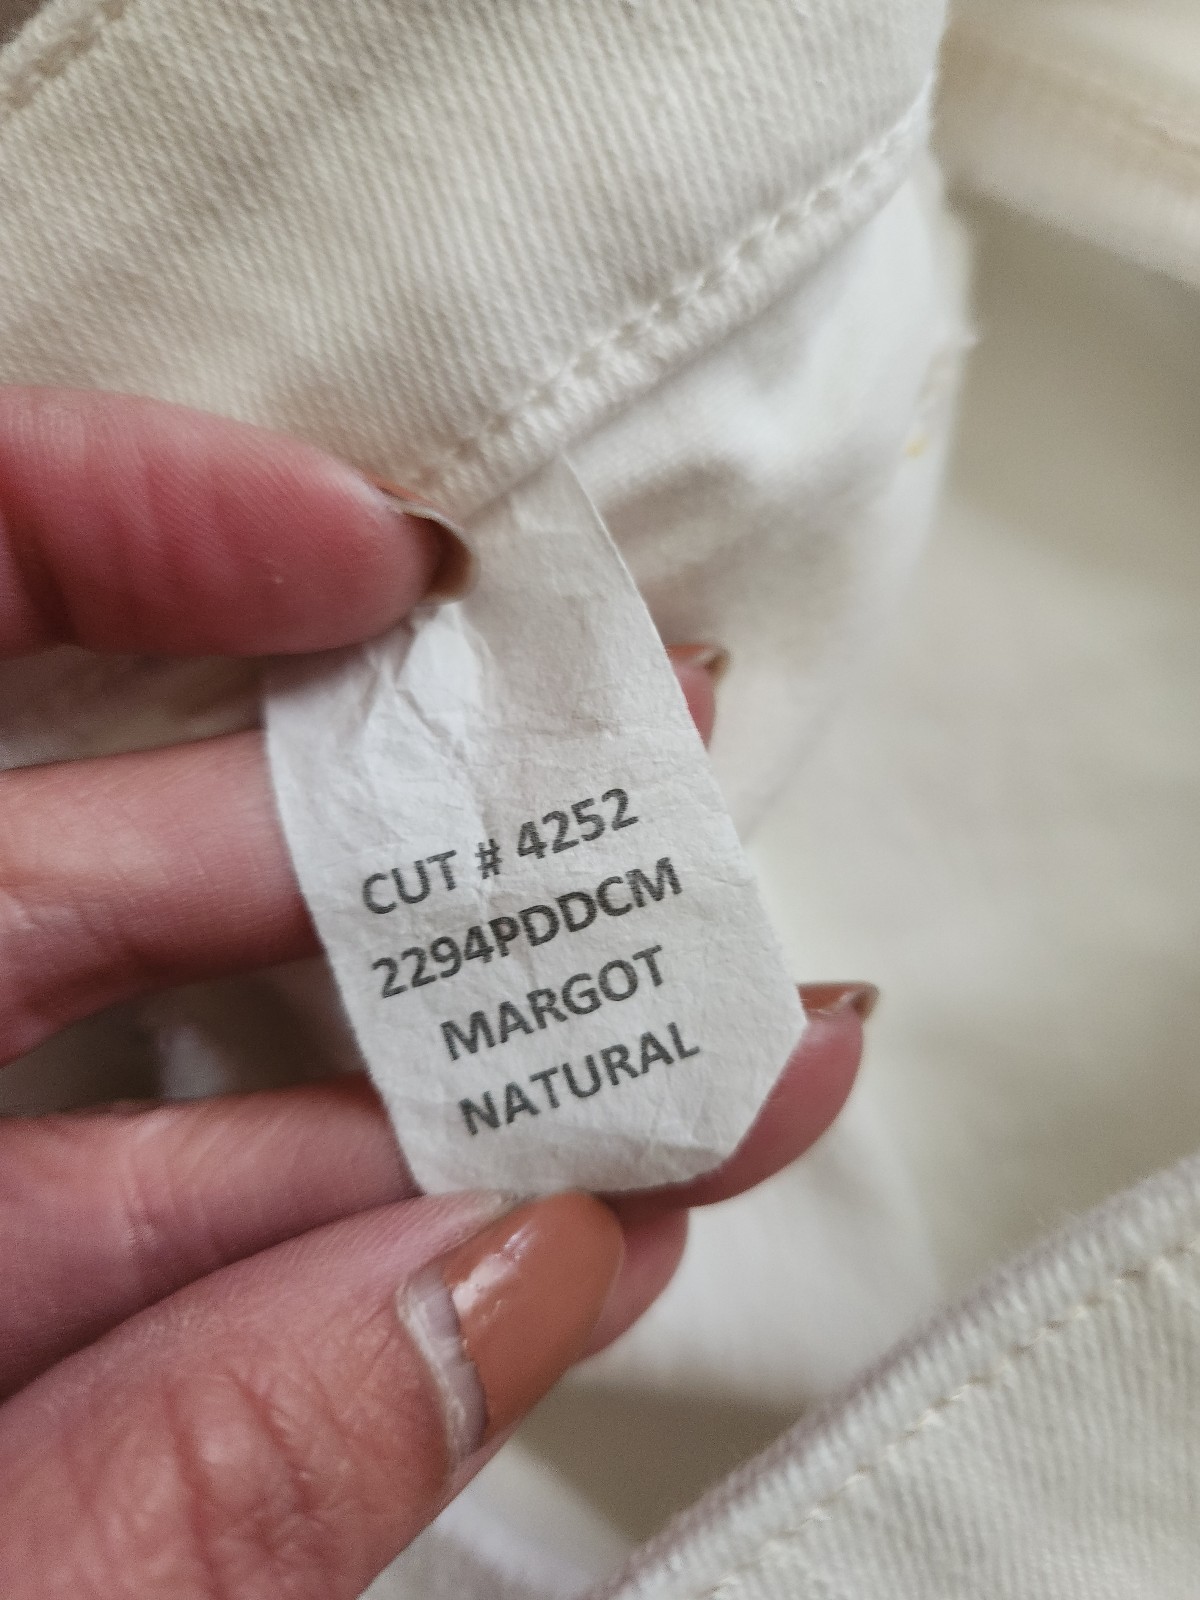 CUT # 4252
2294PDDCM
MARGOT
NATURAL